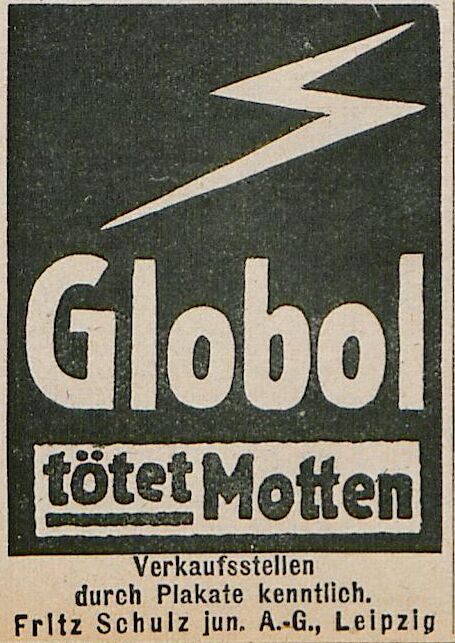 Globol
tötet Motten
Verkaufsstellen
durch Plakate kenntlich.
Fritz Schulz jun. A.-G., Leipzig